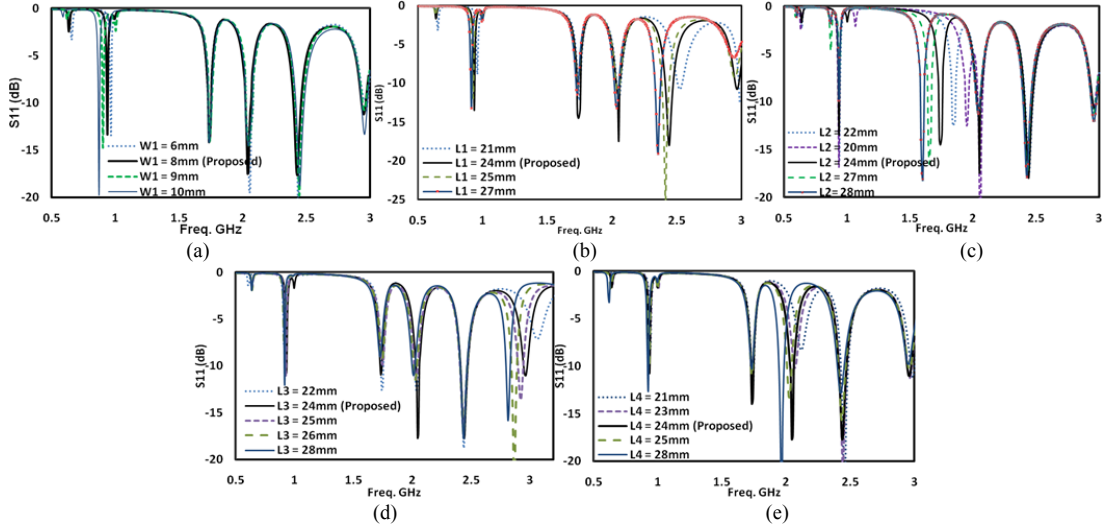 0
-5
-10
-15
-20
S11 (dB)
W1 = 6mm
W1 = 8mm (Proposed)
W1 = 9mm
W1 = 10mm
0.5 1 1.5 2 2.5 3
Freq. GHz
(a)
0
-5
-10
-15
-20
-25
S11 (dB)
L1 = 21mm
L1 = 24mm (Proposed)
L1 = 25mm
L1 = 27mm
0.5 1 1.5 2 2.5 3
Freq. GHz
(b)
0
-5
-10
-15
-20
S11 (dB)
L2 = 22mm
L2 = 20mm
L2 = 24mm (Proposed)
L2 = 27mm
L2 = 28mm
0.5 1 1.5 2 2.5 3
Freq. GHz
(c)
0
-5
-10
-15
-20
S11 (dB)
L3 = 22mm
L3 = 24mm (Proposed)
L3 = 25mm
L3 = 26mm
L3 = 28mm
0.5 1 1.5 2 2.5 3
Freq. GHz
(d)
0
-5
-10
-15
-20
S11 (dB)
L4 = 21mm
L4 = 23mm
L4 = 24mm (Proposed)
L4 = 25mm
L4 = 28mm
0.5 1 1.5 2 2.5 3
Freq. GHz
(e)